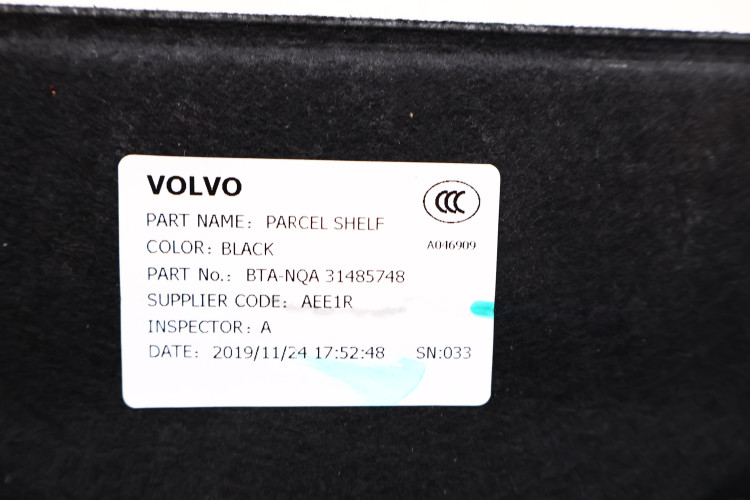 VOLVO
PART NAME: PARCEL SHELF
COLOR: BLACK
A046909
PART No.: BTA-NQA 31485748
SUPPLIER CODE: AEE1R
INSPECTOR: A
DATE: 2019/11/24 17:52:48 SN:033